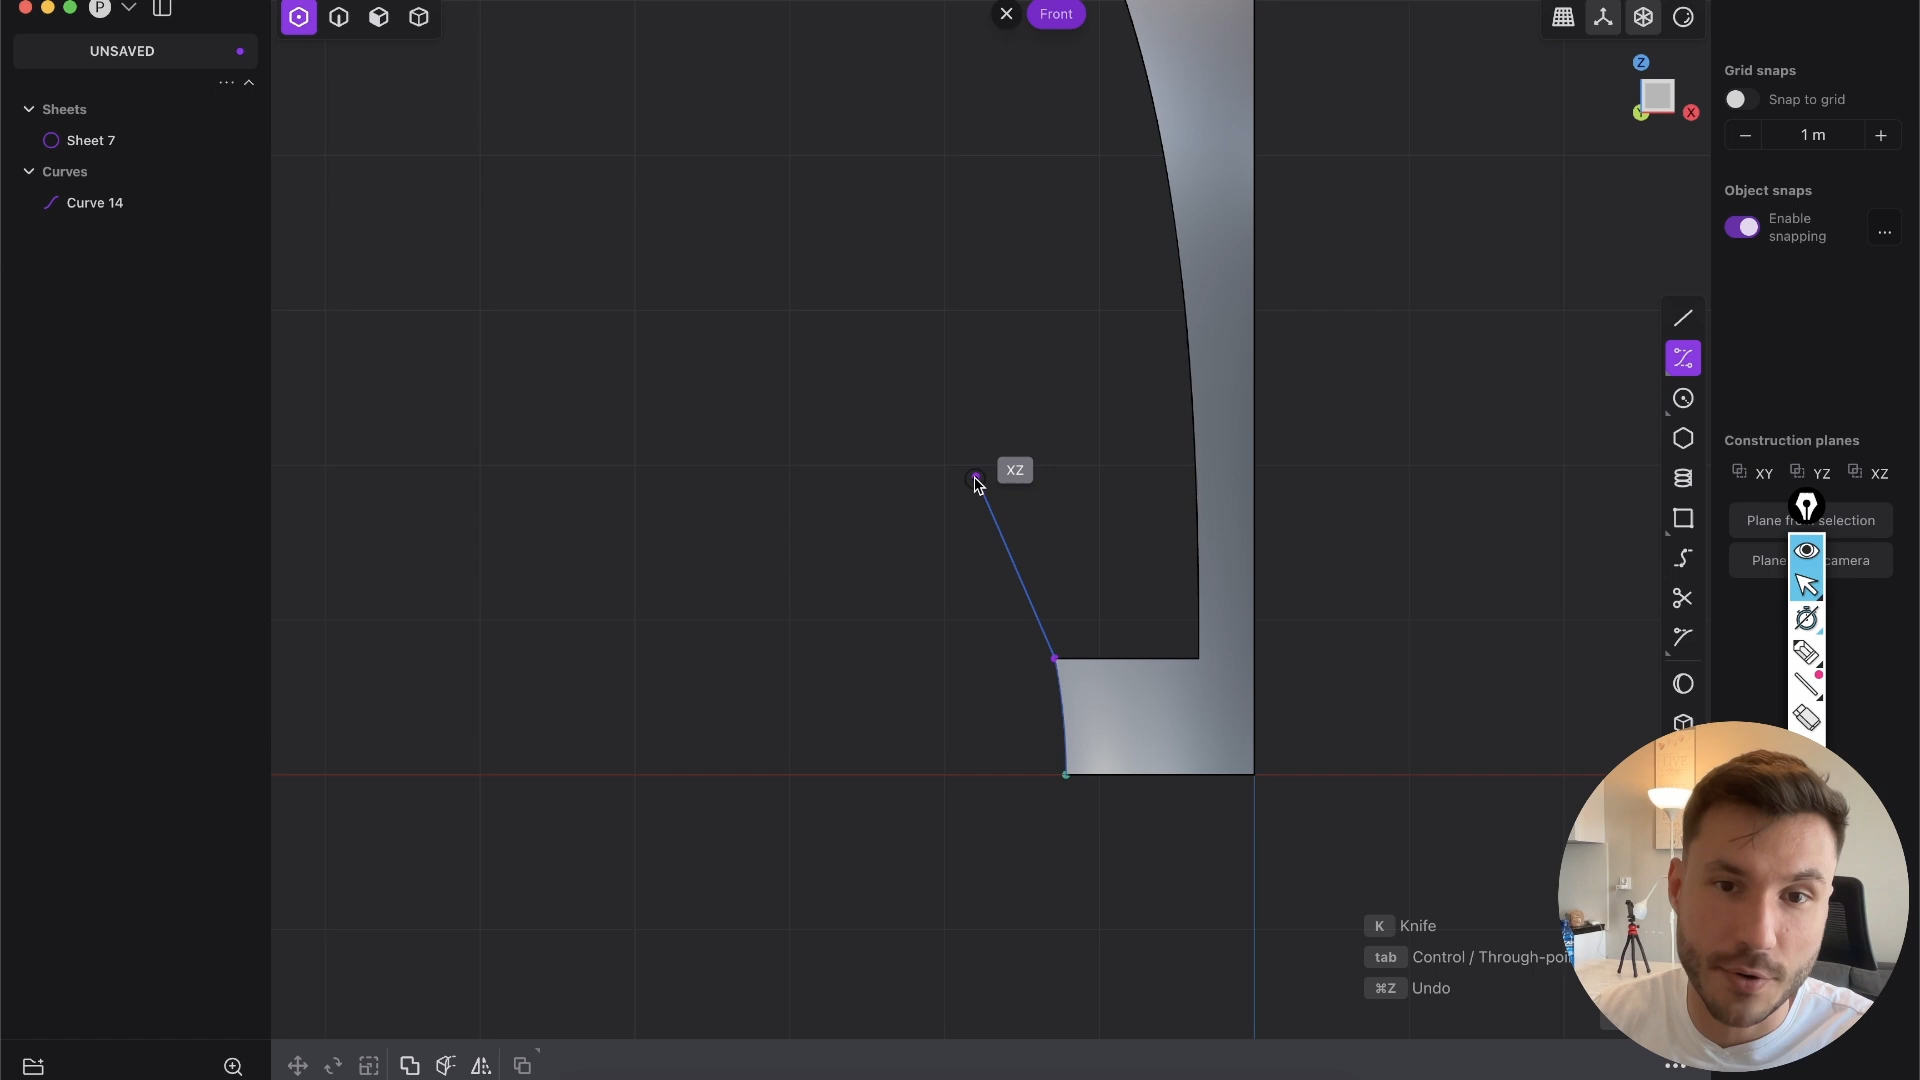 P
Front
UNSAVED
Sheets
Sheet 7
Curves
Curve 14
Z
Y
X
Grid snaps
Snap to grid
1 m
Object snaps
Enable
snapping
...
XZ
Construction planes
XY
YZ
XZ
Plane selection
Plane camera
K Knife
tab Control / Through-poi
⌘Z Undo